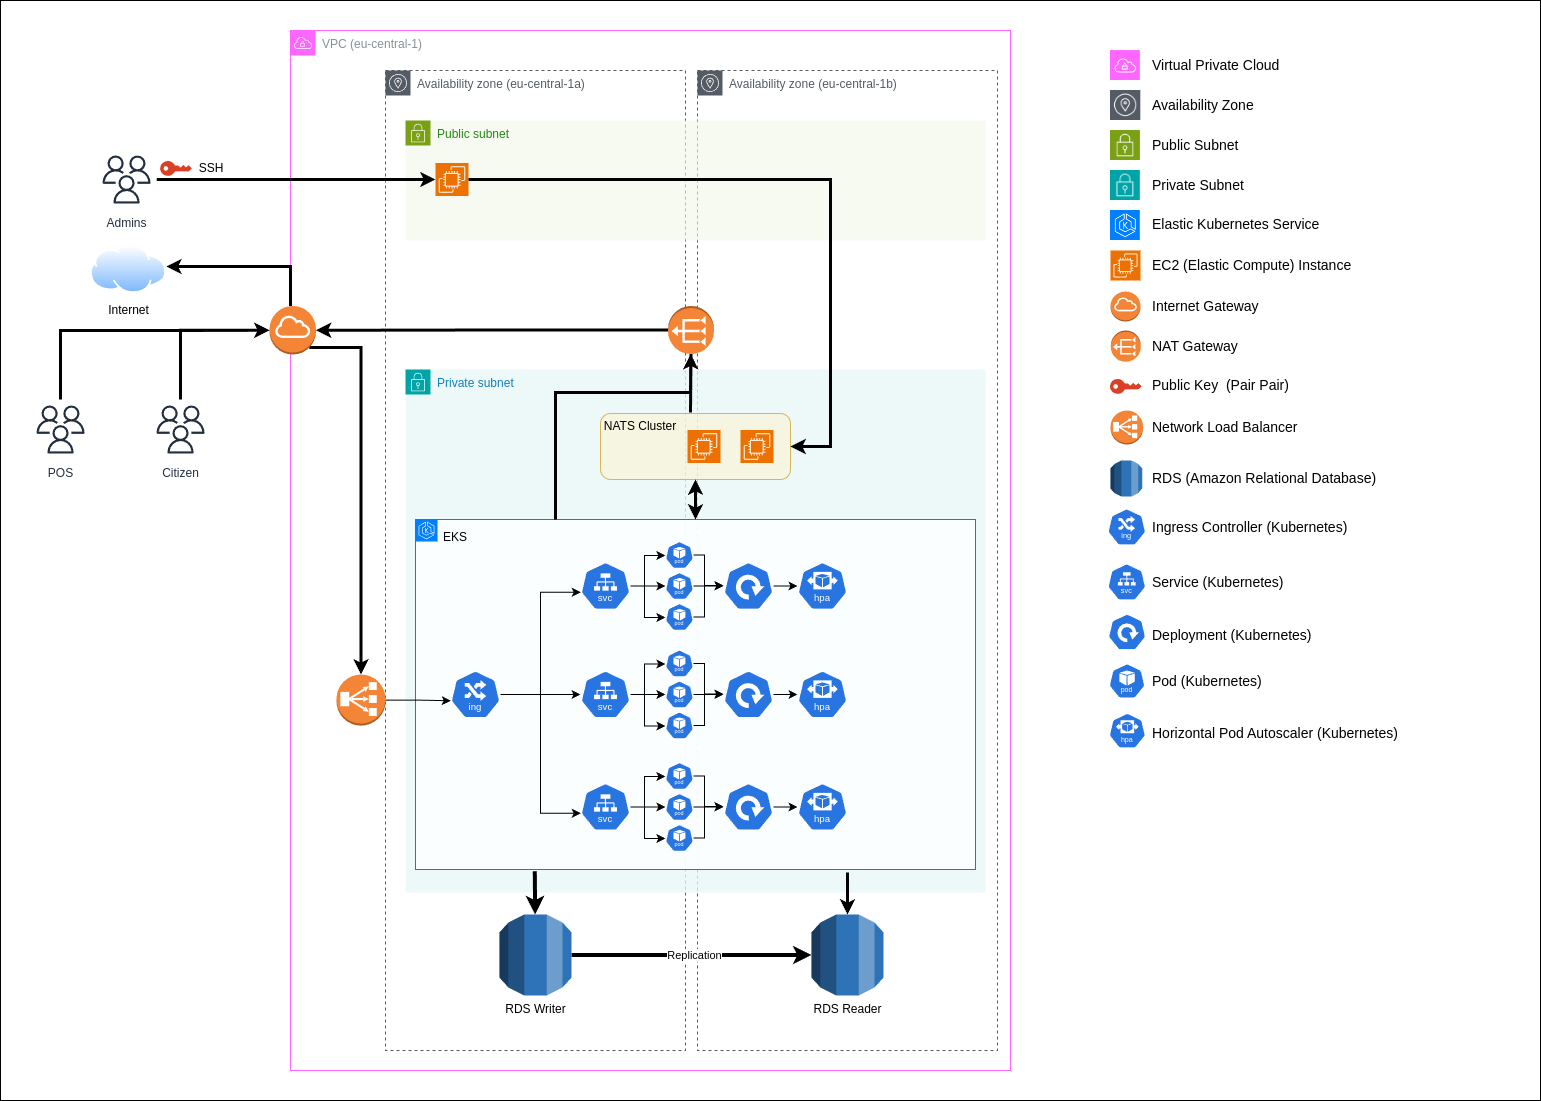 VPC (eu-central-1)
Availability zone (eu-central-1a)
Availability zone (eu-central-1b)
Public subnet
SSH
Admins
Internet
POS
Citizen
Private subnet
NATS Cluster
EKS
pod
pod
pod
svc
hpa
pod
pod
pod
ing
svc
hpa
pod
pod
pod
svc
hpa
Replication
RDS Writer
RDS Reader
Virtual Private Cloud
Availability Zone
Public Subnet
Private Subnet
Elastic Kubernetes Service
EC2 (Elastic Compute) Instance
Internet Gateway
NAT Gateway
Public Key  (Pair Pair)
Network Load Balancer
RDS (Amazon Relational Database)
ing
Ingress Controller (Kubernetes)
svc
Service (Kubernetes)
Deployment (Kubernetes)
pod
Pod (Kubernetes)
hpa
Horizontal Pod Autoscaler (Kubernetes)